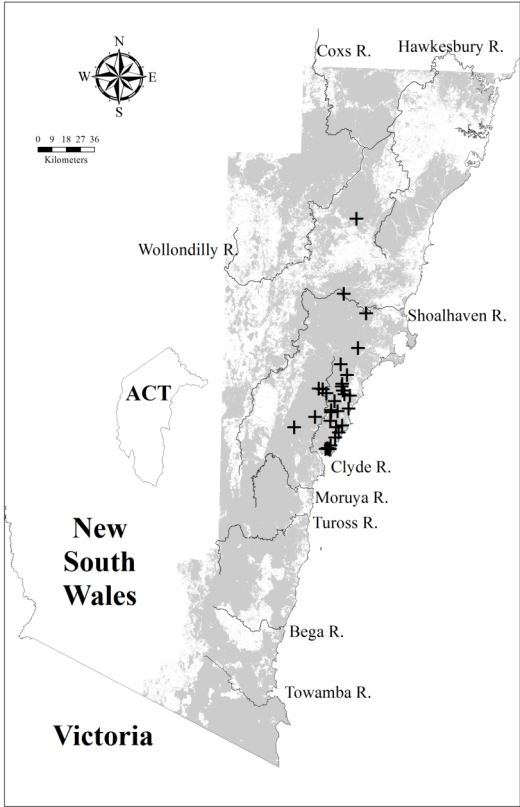 Coxs R.
Hawkesbury R.
N
W E
S
0 9 18 27 36
Kilometers
Wollondilly R.
Shoalhaven R.
ACT
Clyde R.
Moruya R.
Tuross R.
New
South
Wales
Bega R.
Towamba R.
Victoria